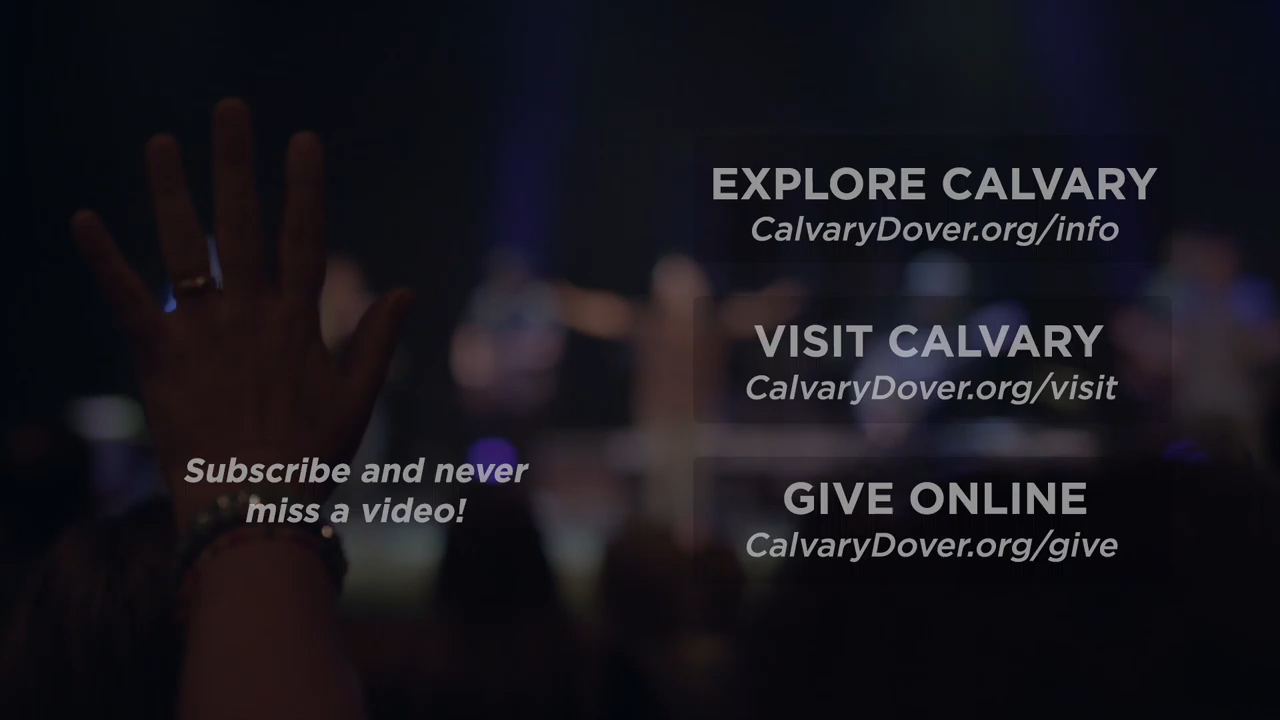 EXPLORE CALVARY
CalvaryDover.org/info
VISIT CALVARY
CalvaryDover.org/visit
GIVE ONLINE
CalvaryDover.org/give
Subscribe and never
miss a video!